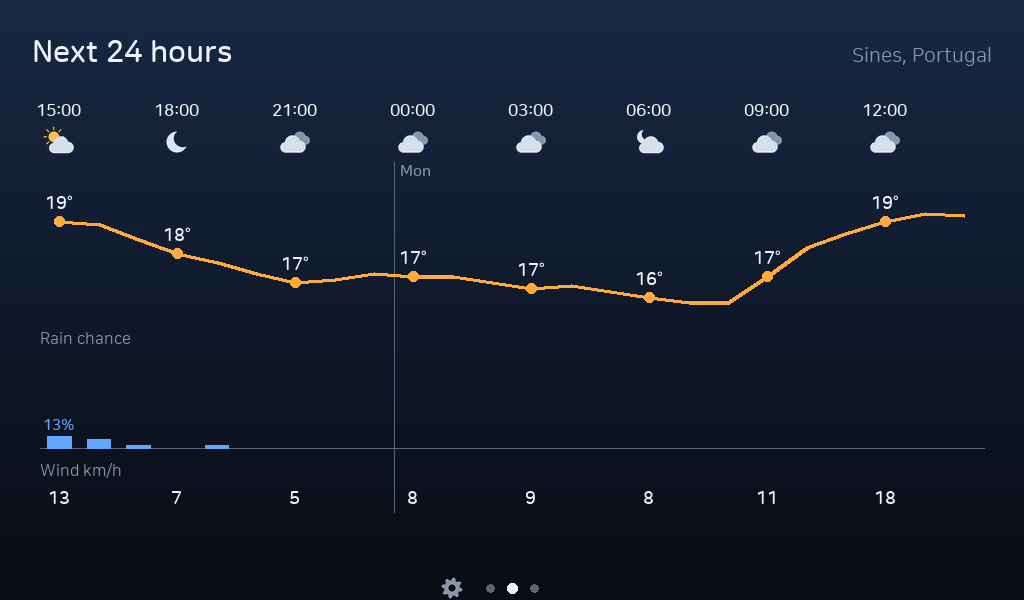 Next 24 hours
Sines, Portugal
15:00 18:00 21:00 00:00 03:00 06:00 09:00 12:00
Mon
19° 18° 17° 17° 17° 16° 17° 19°
Rain chance
13%
Wind km/h
13 7 5 8 9 8 11 18